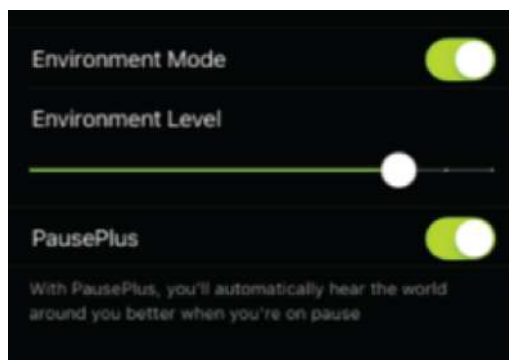 Environment Mode
Environment Level
PausePlus
With PausePlus, you'll automatically hear the world
around you better when you're on pause